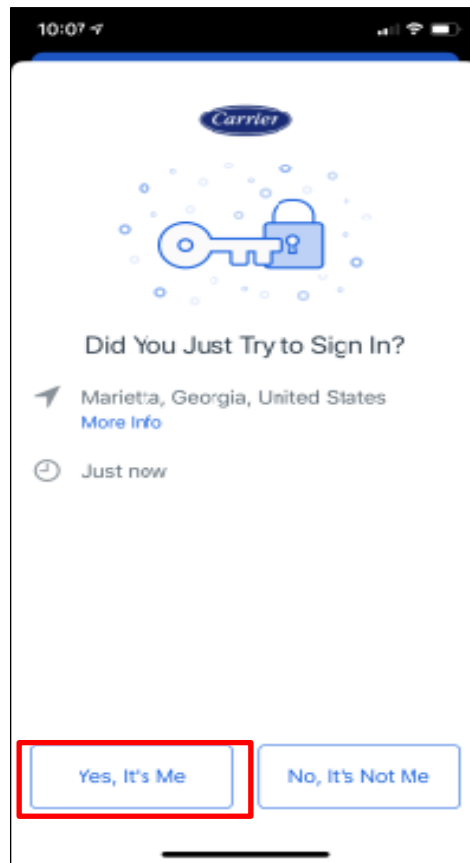 10:07
Carrier
Did You Just Try to Sign In?
Marietta, Georgia, United States
More Info
Just now
Yes, It's Me
No, It's Not Me